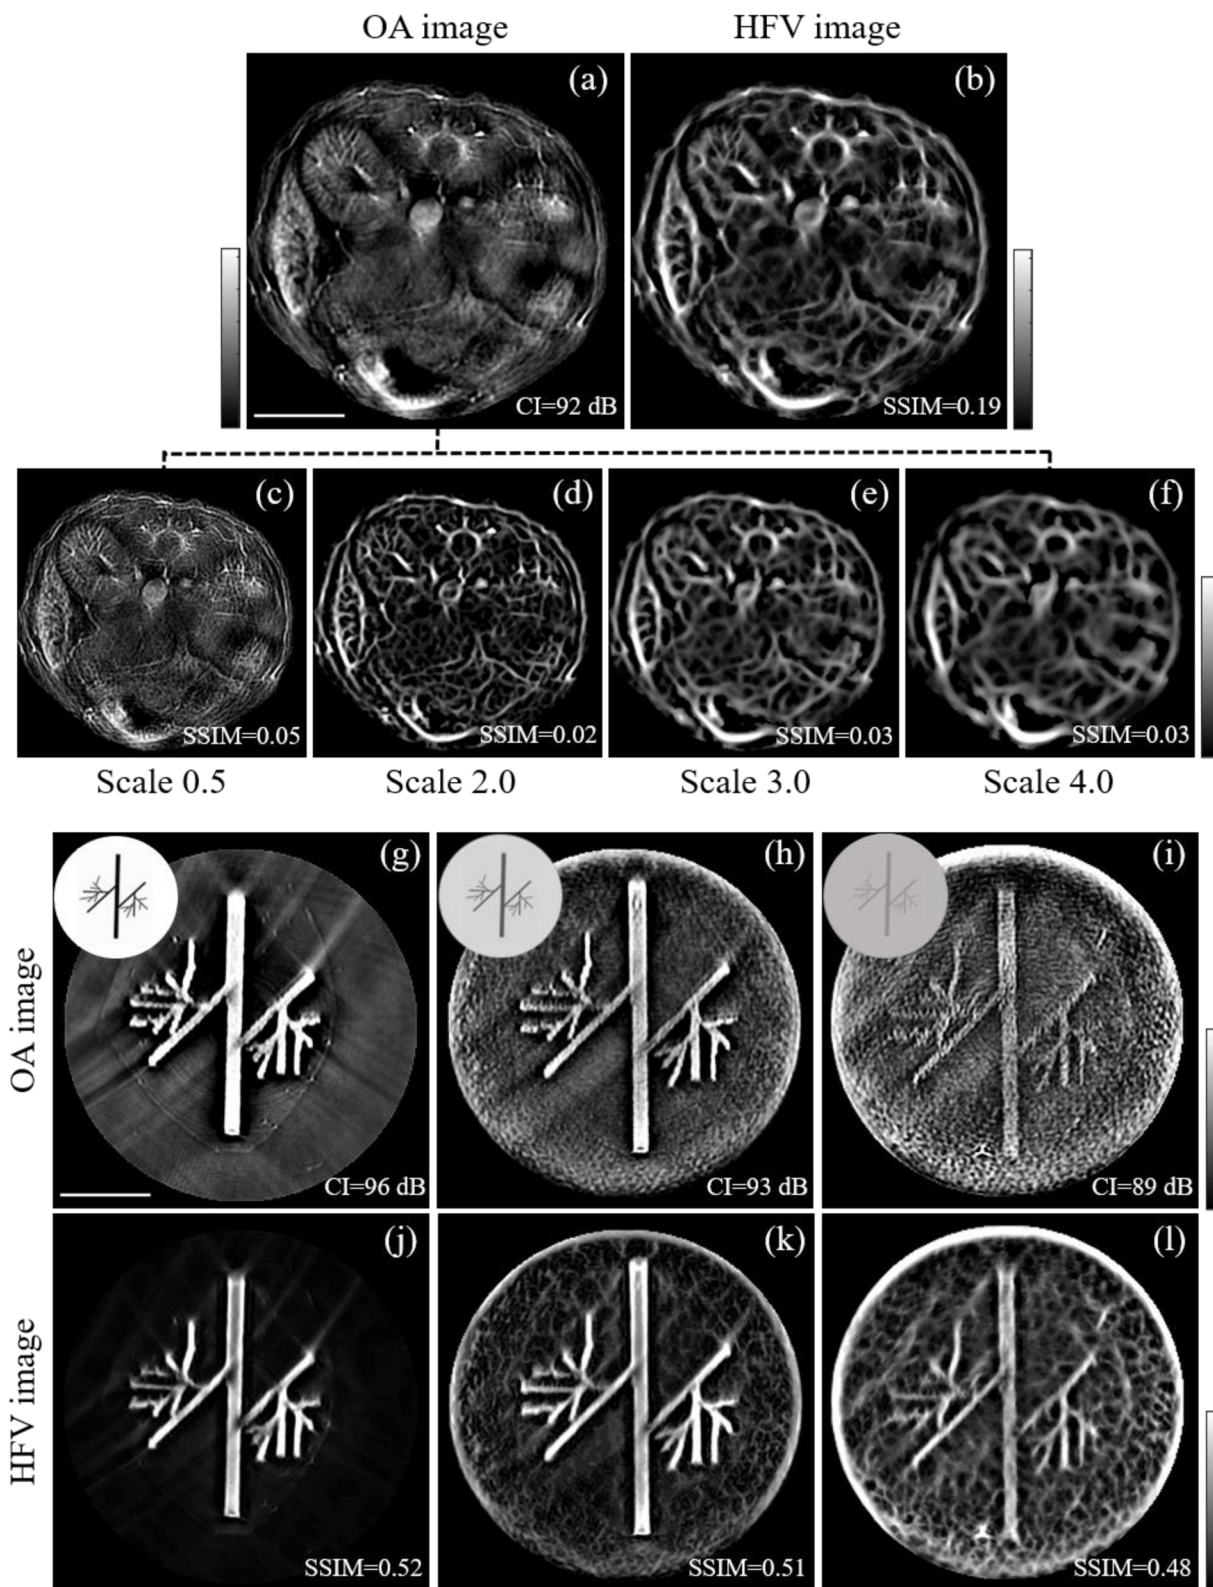 OA image HFV image
(a) (b)
CI=92 dB SSIM=0.19
(c) (d) (e) (f)
SSIM=0.05 SSIM=0.02 SSIM=0.03 SSIM=0.03
Scale 0.5 Scale 2.0 Scale 3.0 Scale 4.0
OA image
(g) (h) (i)
CI=96 dB CI=93 dB CI=89 dB
HFV image
(j) (k) (l)
SSIM=0.52 SSIM=0.51 SSIM=0.48